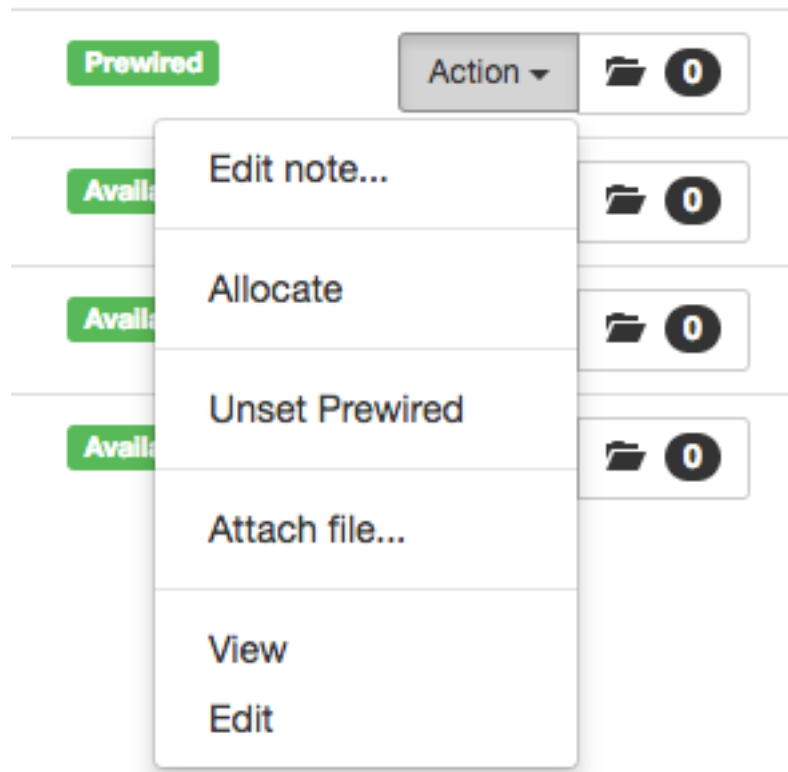 Prewired Action 0
Edit note...
0
Allocate
0
Unset Prewired
0
Attach file...
View
Edit